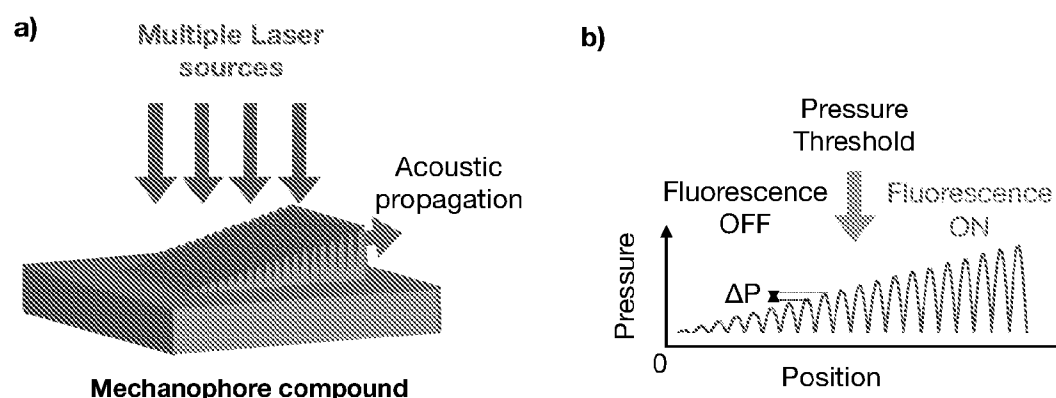 a)
Multiple Laser
sources
Acoustic
propagation
Mechanophore compound
b)
Pressure
Threshold
Fluorescence
OFF
Fluorescence
ON
Pressure
ΔP
0
Position